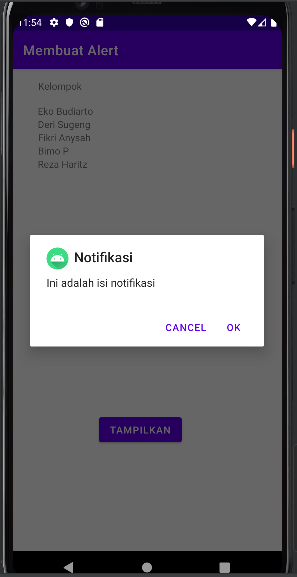 11:54
Membuat Alert
Kelompok
Eko Budiarto
Deri Sugeng
Fikri Anysah
Bimo P
Reza Haritz
Notifikasi
Ini adalah isi notifikasi
CANCEL OK
TAMPILKAN